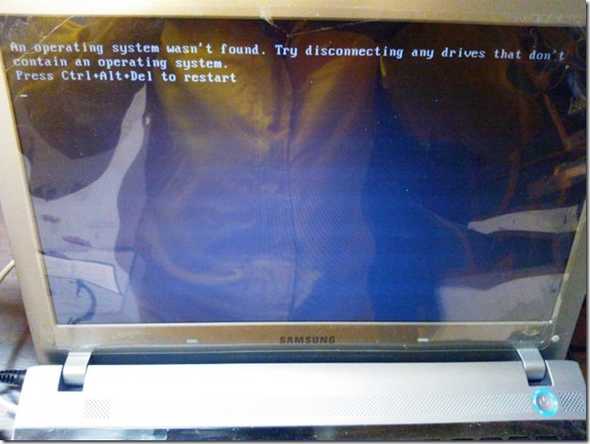 An operating system wasn't found. Try disconnecting any drives that don't
contain an operating system.
Press Ctrl+Alt+Del to restart
SAMSUNG